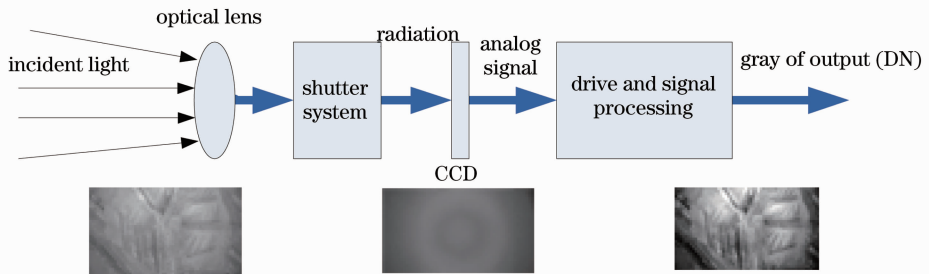 optical lens
incident light
shutter
system
radiation
CCD
analog
signal
drive and signal
processing
gray of output (DN)